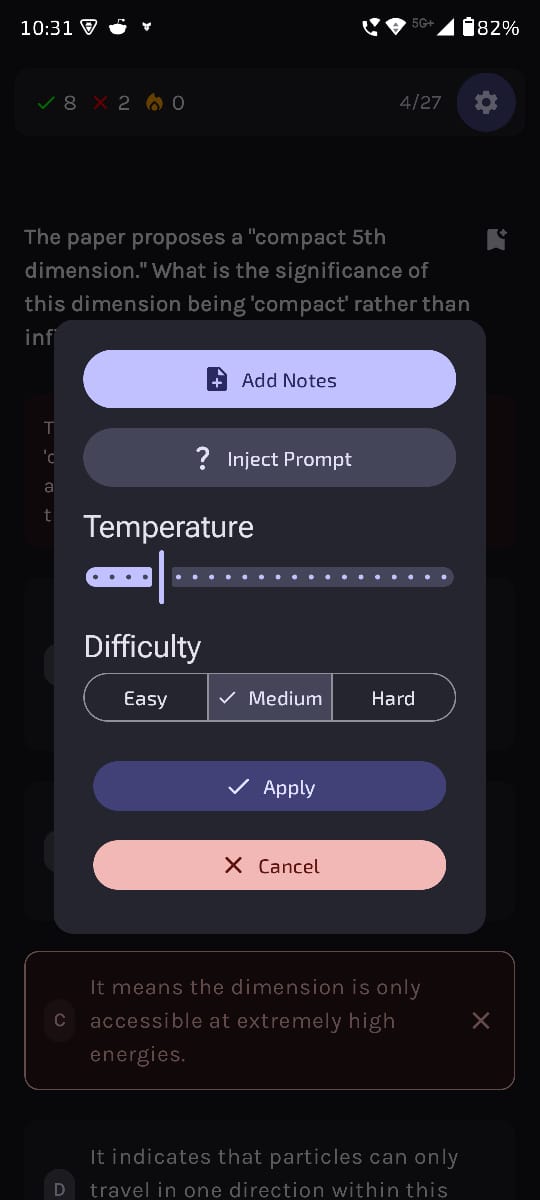 10:31
5G+
82%
8
2
0
4/27
The paper proposes a "compact 5th
dimension." What is the significance of
this dimension being 'compact' rather than
inf
Add Notes
T
'c
a
t
? Inject Prompt
Temperature
Difficulty
Easy
Medium
Hard
Apply
Cancel
C
It means the dimension is only
accessible at extremely high
energies.
D
It indicates that particles can only
travel in one direction within this